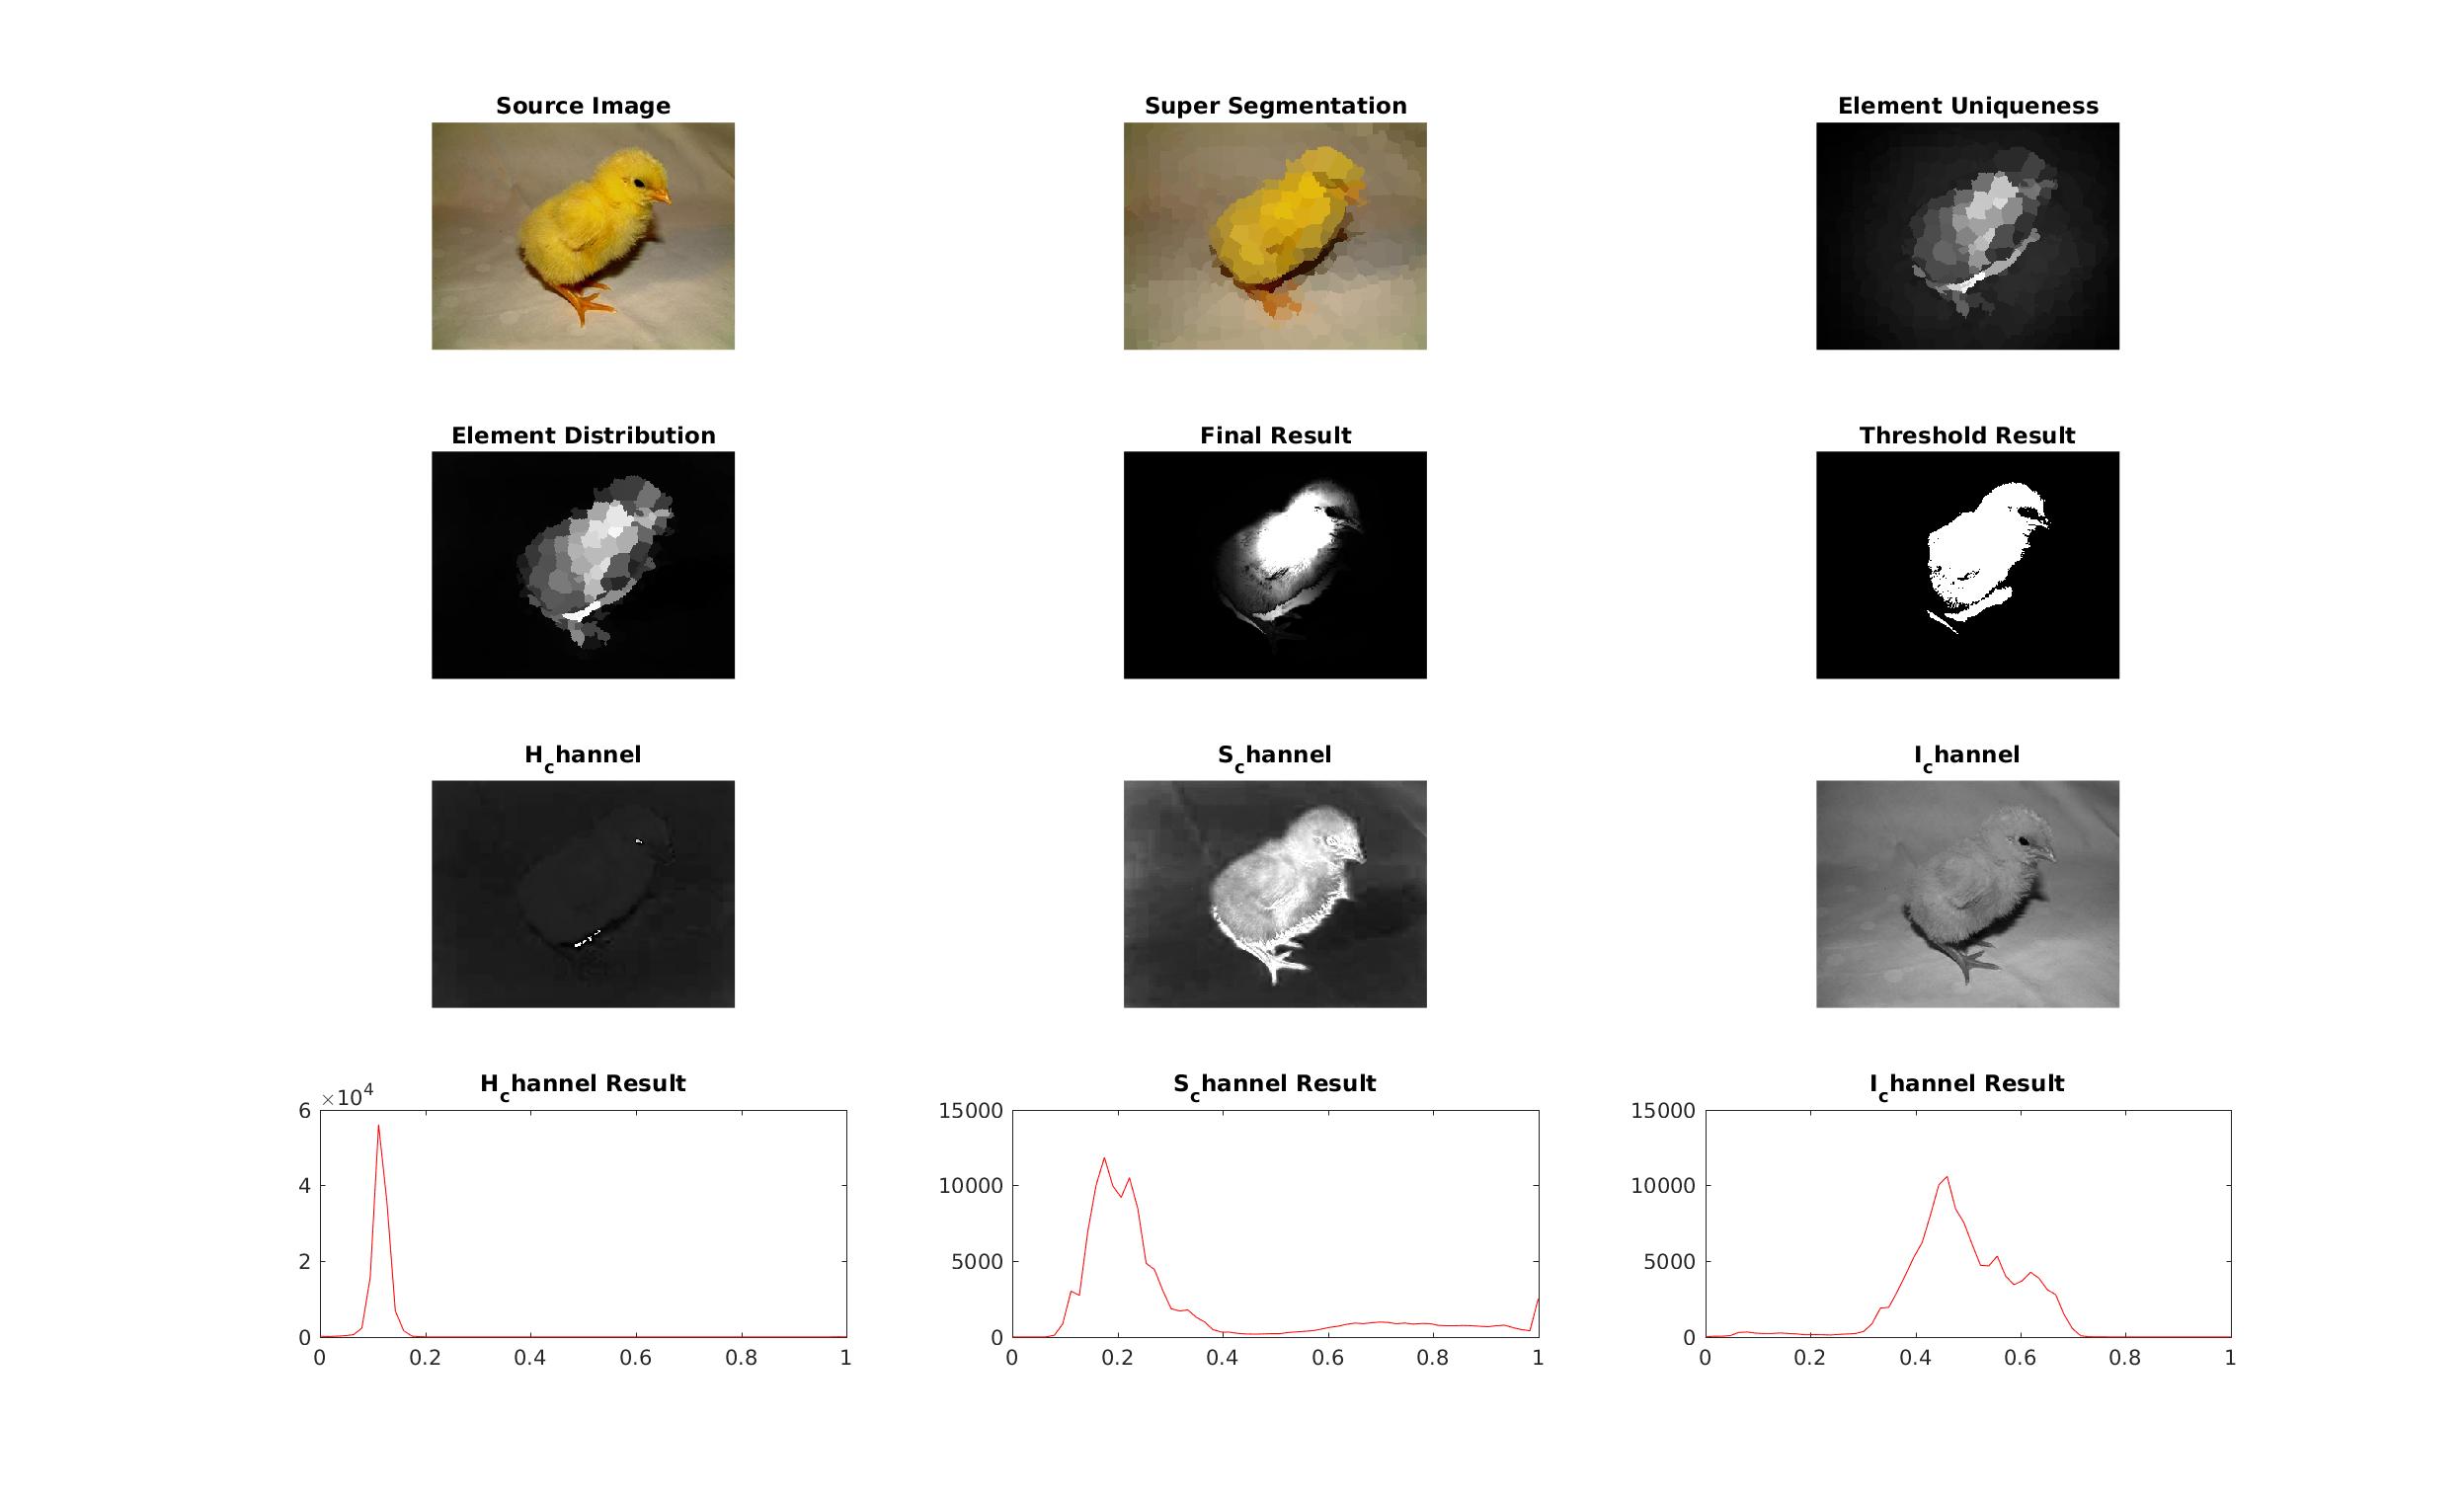 Source Image
Super Segmentation
Element Uniqueness
Element Distribution
Final Result
Threshold Result
H_channel
S_channel
I_channel
H_channel Result
S_channel Result
I_channel Result
×10^4
6
4
2
0
0 0.2 0.4 0.6 0.8 1
15000
10000
5000
0
0 0.2 0.4 0.6 0.8 1
15000
10000
5000
0
0 0.2 0.4 0.6 0.8 1